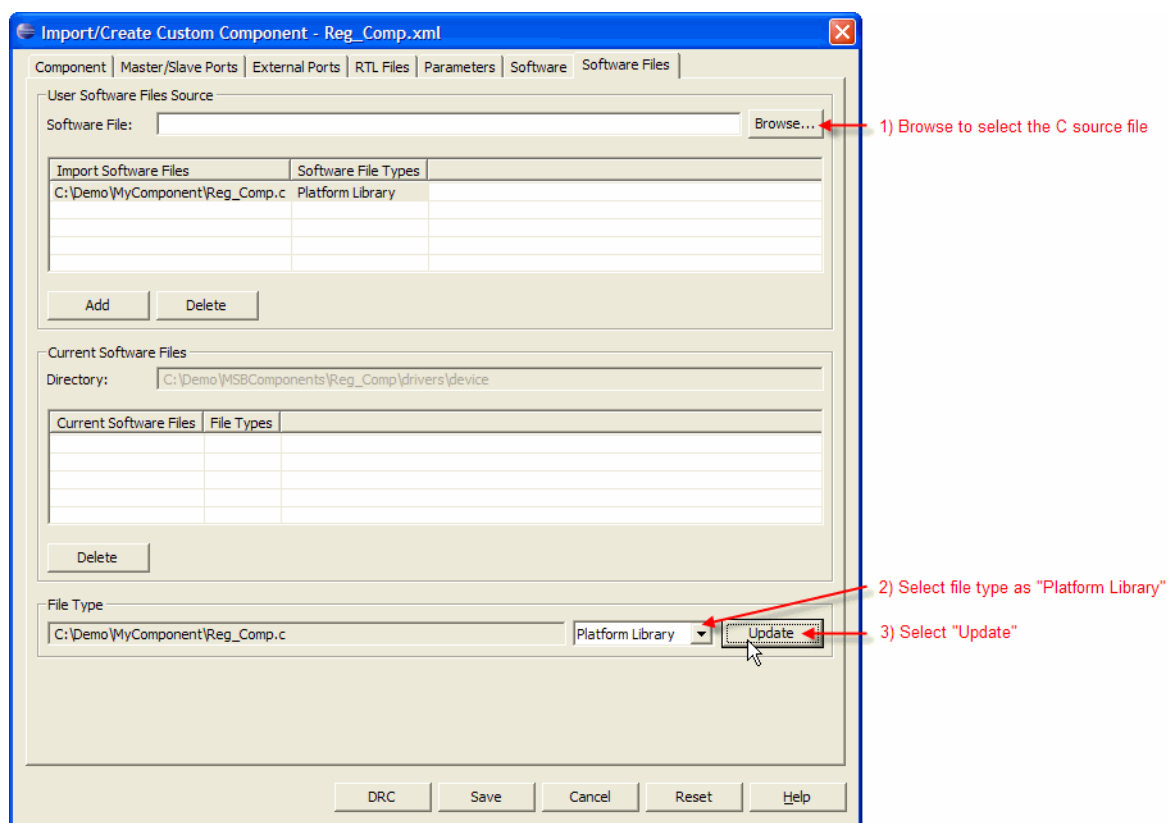 Import/Create Custom Component - Reg_Comp.xml
Component Master/Slave Ports External Ports RTL Files Parameters Software Software Files
User Software Files Source
Software File: Browse... 1) Browse to select the C source file
Import Software Files Software File Types
C:\Demo\MyComponent\Reg_Comp.c Platform Library
Add Delete
Current Software Files
Directory: C:\Demo\MSBComponents\Reg_Comp\drivers\device
Current Software Files File Types
Delete
2) Select file type as "Platform Library"
File Type
C:\Demo\MyComponent\Reg_Comp.c Platform Library Update 3) Select "Update"
DRC Save Cancel Reset Help